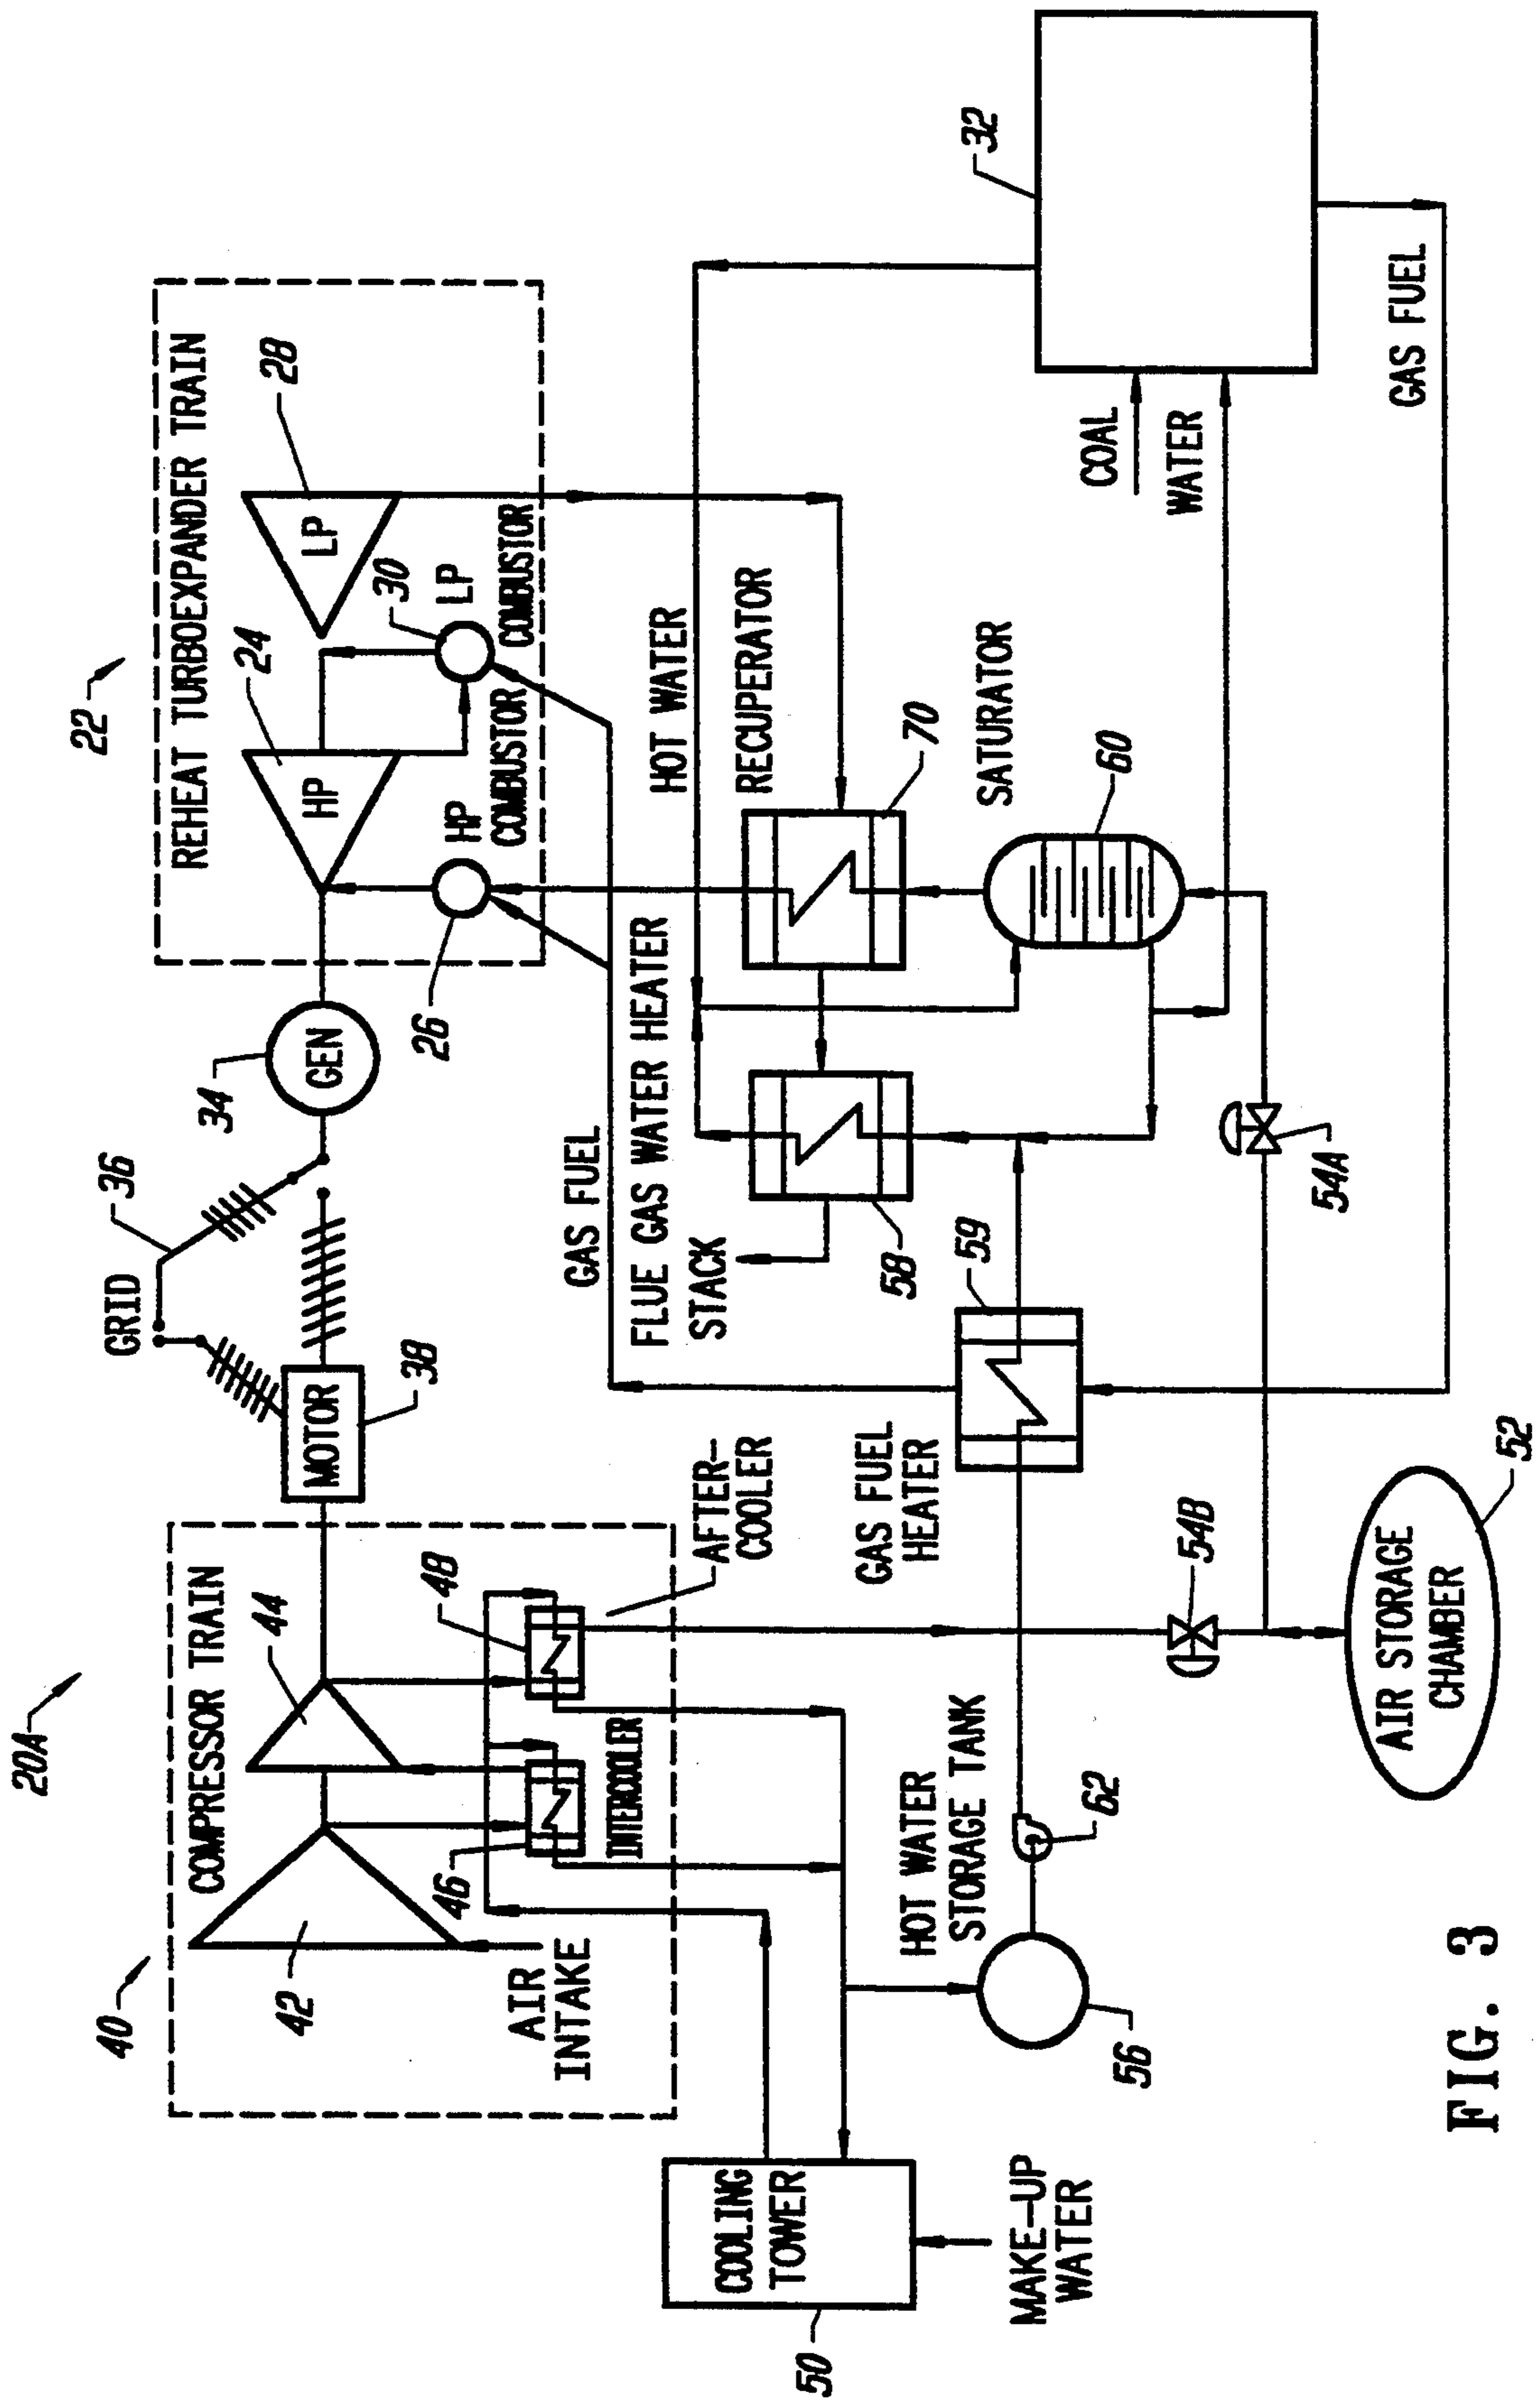 20A
40
COMPRESSOR TRAIN
42
44
46
48
INTERCOOLER
AFTER-
COOLER
AIR
INTAKE
COOLING
TOWER
50
MAKE-UP
WATER
MOTOR
38
GRID
36
34
GEN
22
REHEAT TURBOEXPANDER TRAIN
HP
24
LP
28
26
HP
COMBUSTOR
30
LP
COMBUSTOR
GAS FUEL
FLUE GAS WATER HEATER
HOT WATER
STACK
58
RECUPERATOR
70
SATURATOR
60
32
COAL
WATER
GAS FUEL
GAS FUEL
HEATER
59
HOT WATER
STORAGE TANK
56
62
54B
54A
AIR STORAGE
CHAMBER
52
FIG. 3